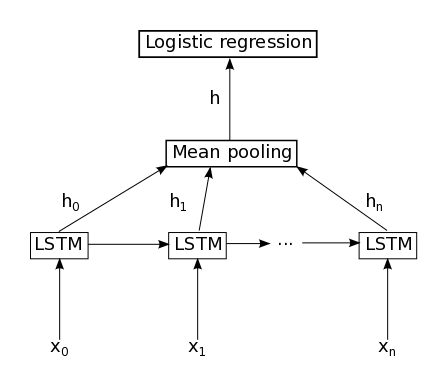 Logistic regression
h
Mean pooling
h0 h1 hn
LSTM LSTM ... LSTM
x0 x1 xn